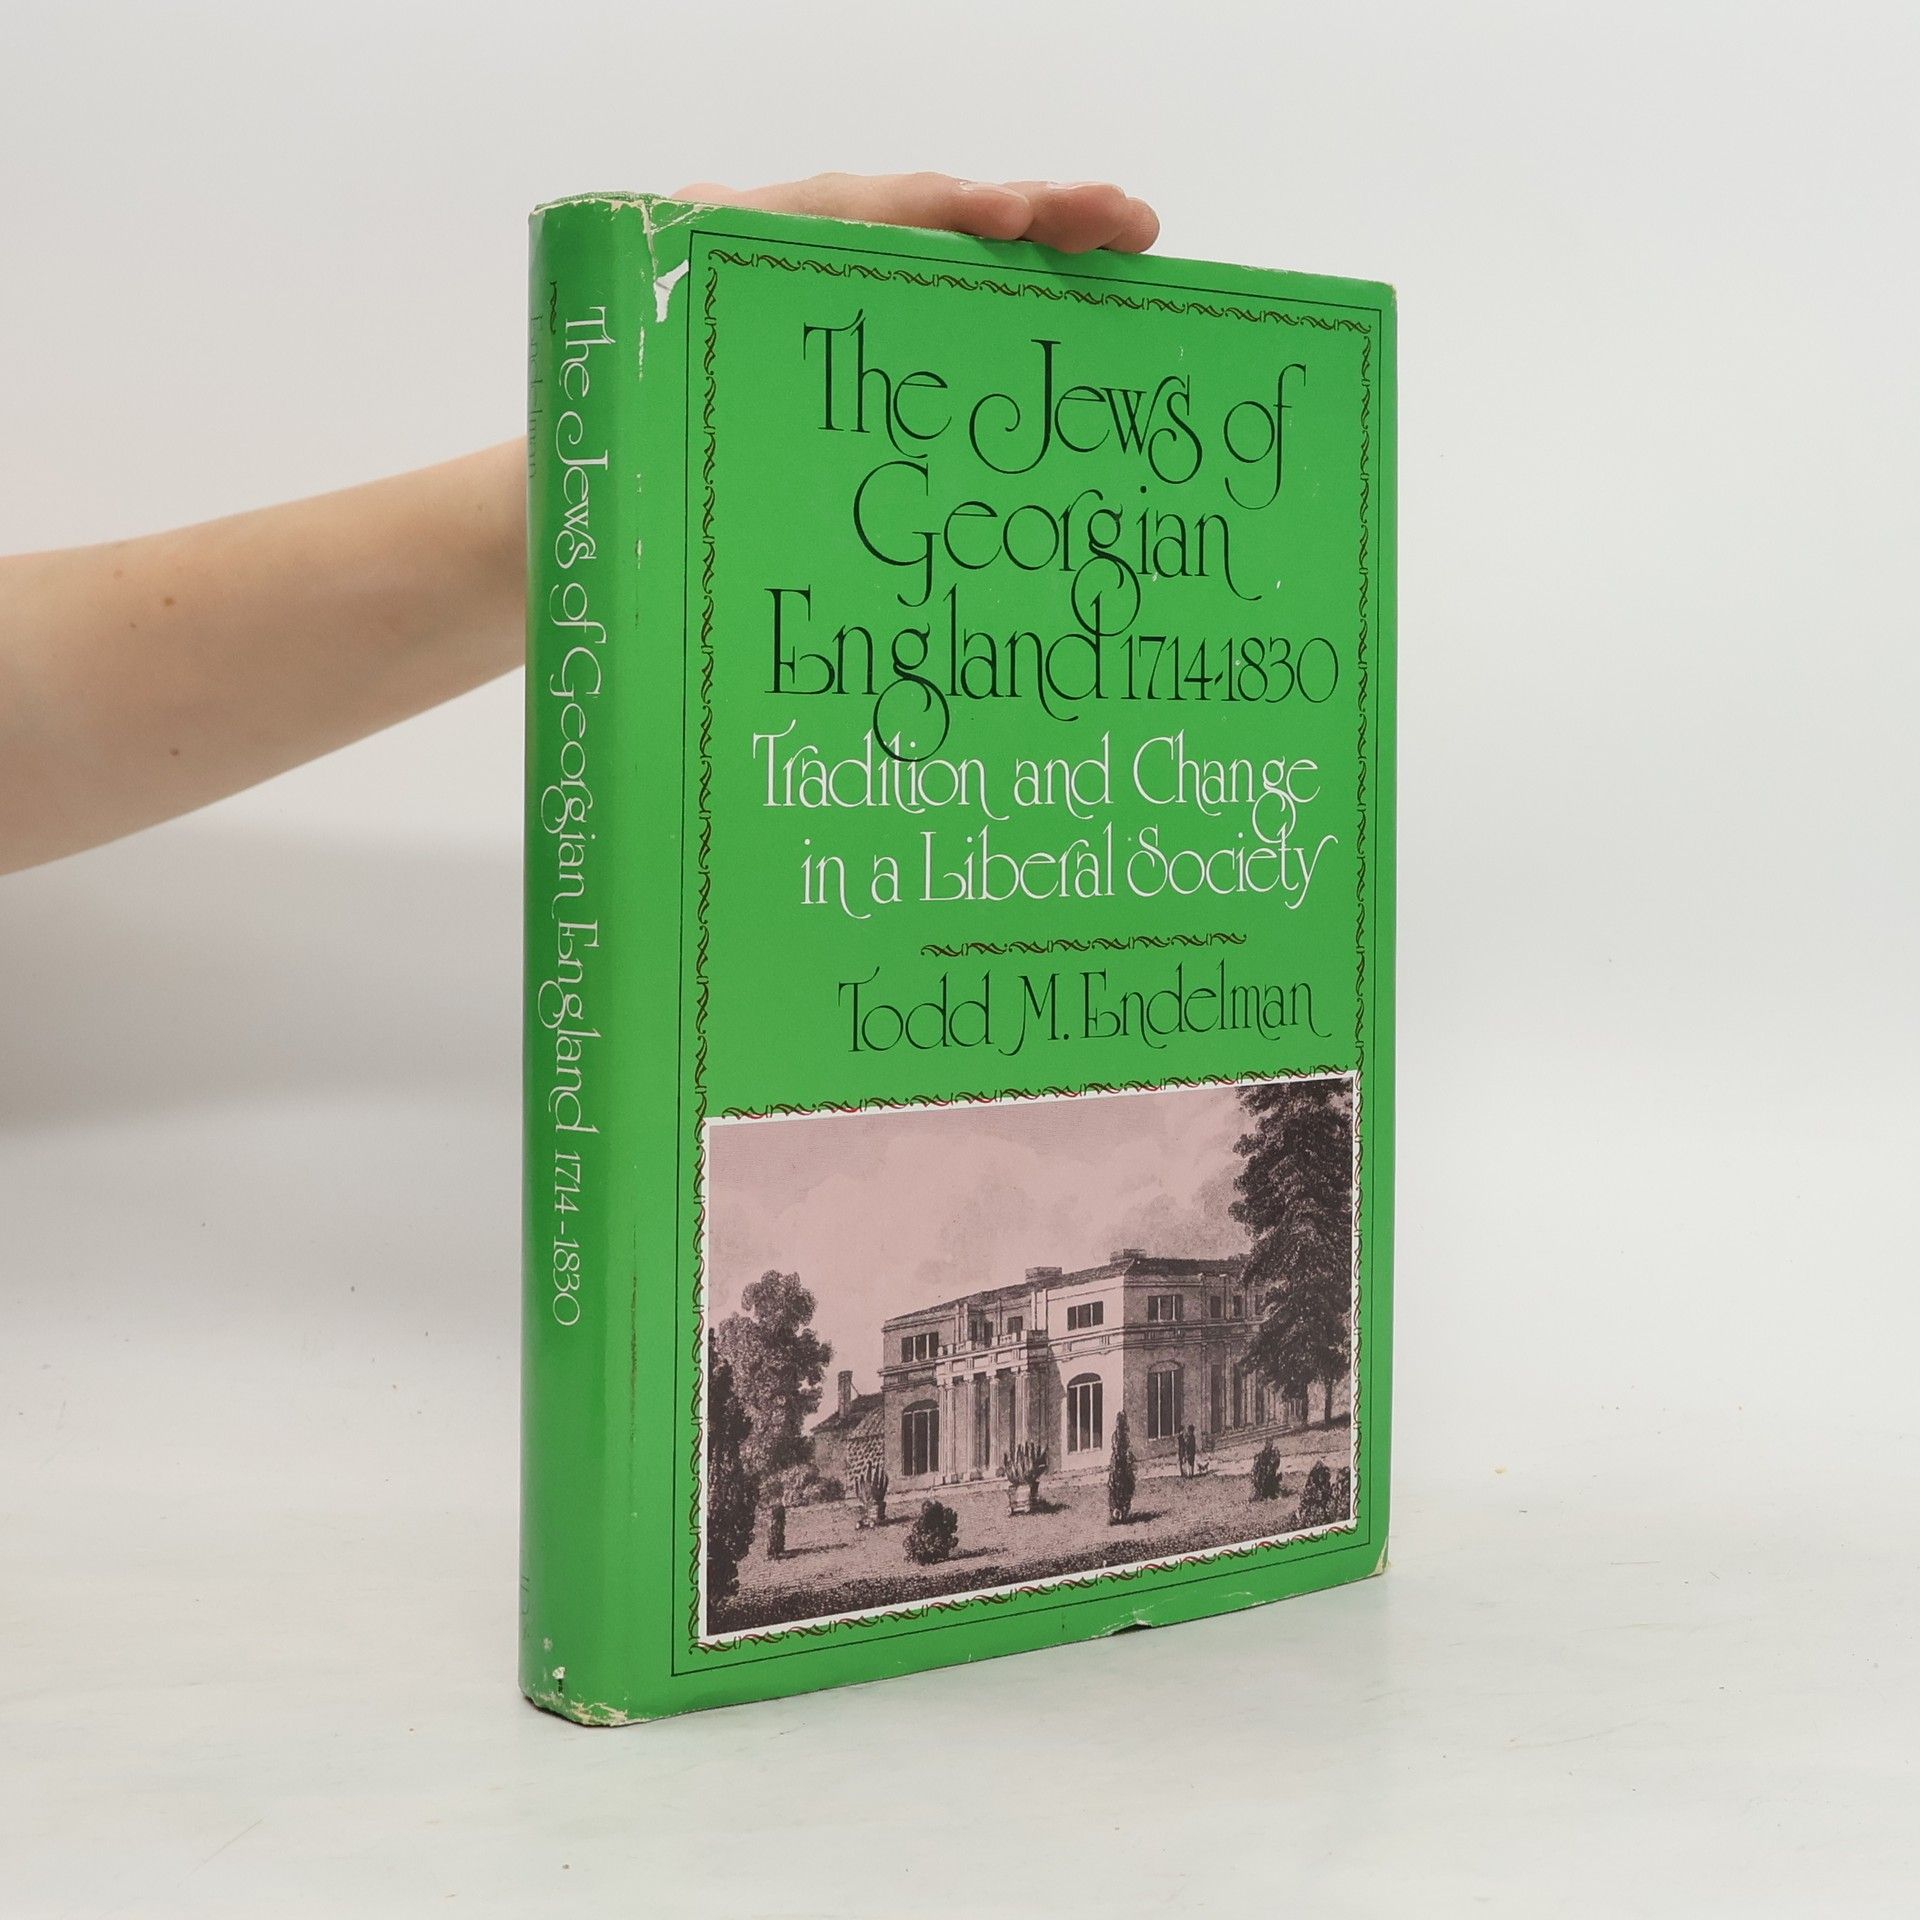 The Jews of
Georgian
England 1714-1830
Tradition and Change
in a Liberal Society
Todd M. Endelman
Endelman
The Jews of Georgian England 1714-1830